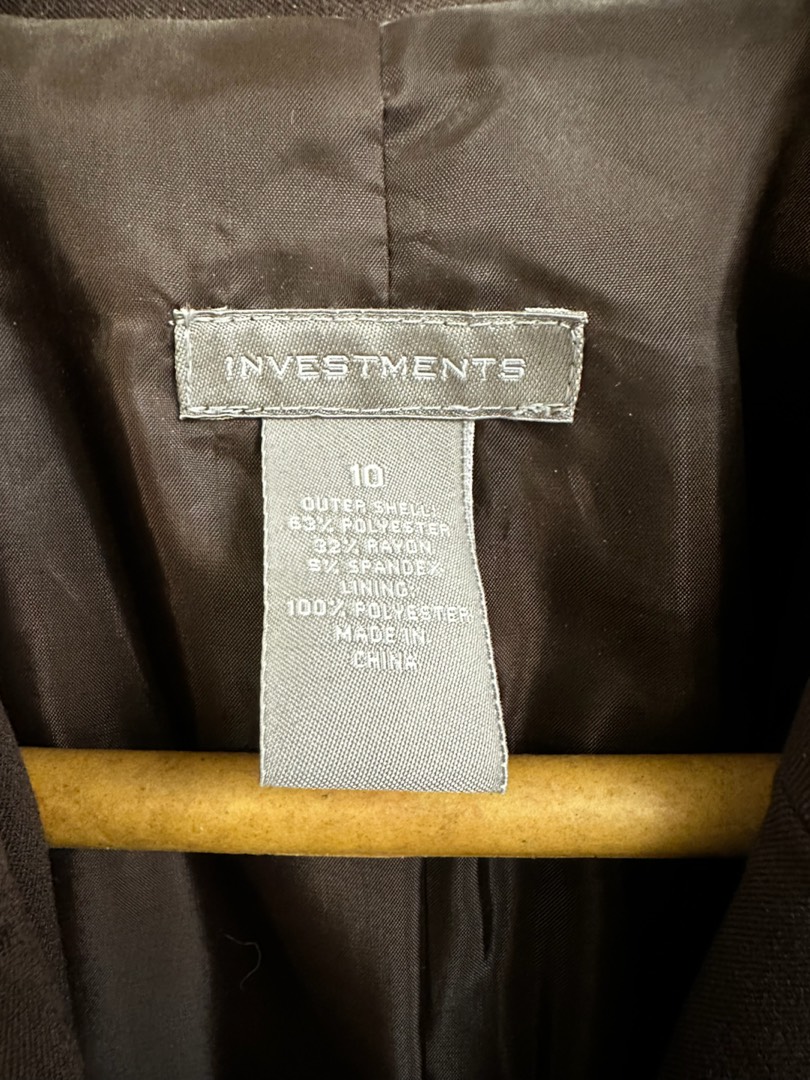 INVESTMENTS
10
OUTER SHELL:
63% POLYESTER
32% RAYON
5% SPANDEX
LINING:
100% POLYESTER
MADE IN
CHINA